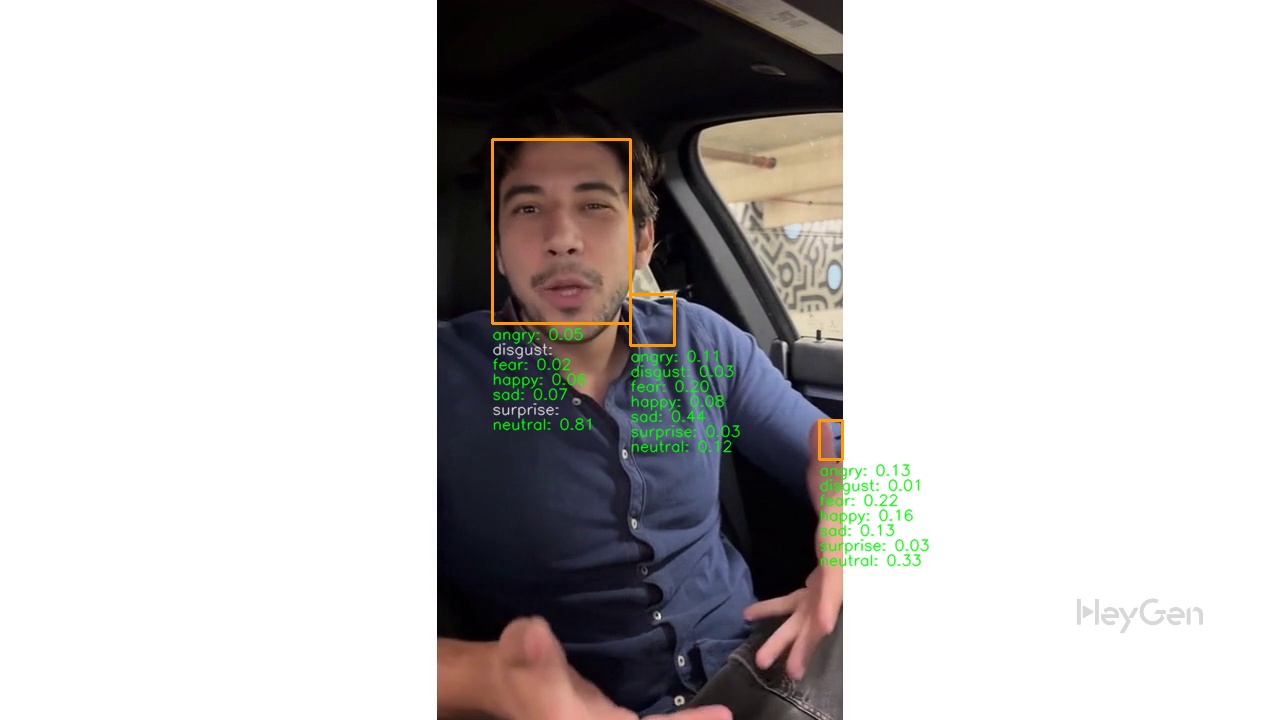 angry: 0.05
disgust:
fear: 0.02
happy: 0.06
sad: 0.07
surprise:
neutral: 0.81
angry: 0.11
disgust: 0.03
fear: 0.20
happy: 0.08
sad: 0.44
surprise: 0.03
neutral: 0.12
angry: 0.13
disgust: 0.01
fear: 0.22
happy: 0.16
sad: 0.13
surprise: 0.03
neutral: 0.33
HeyGen